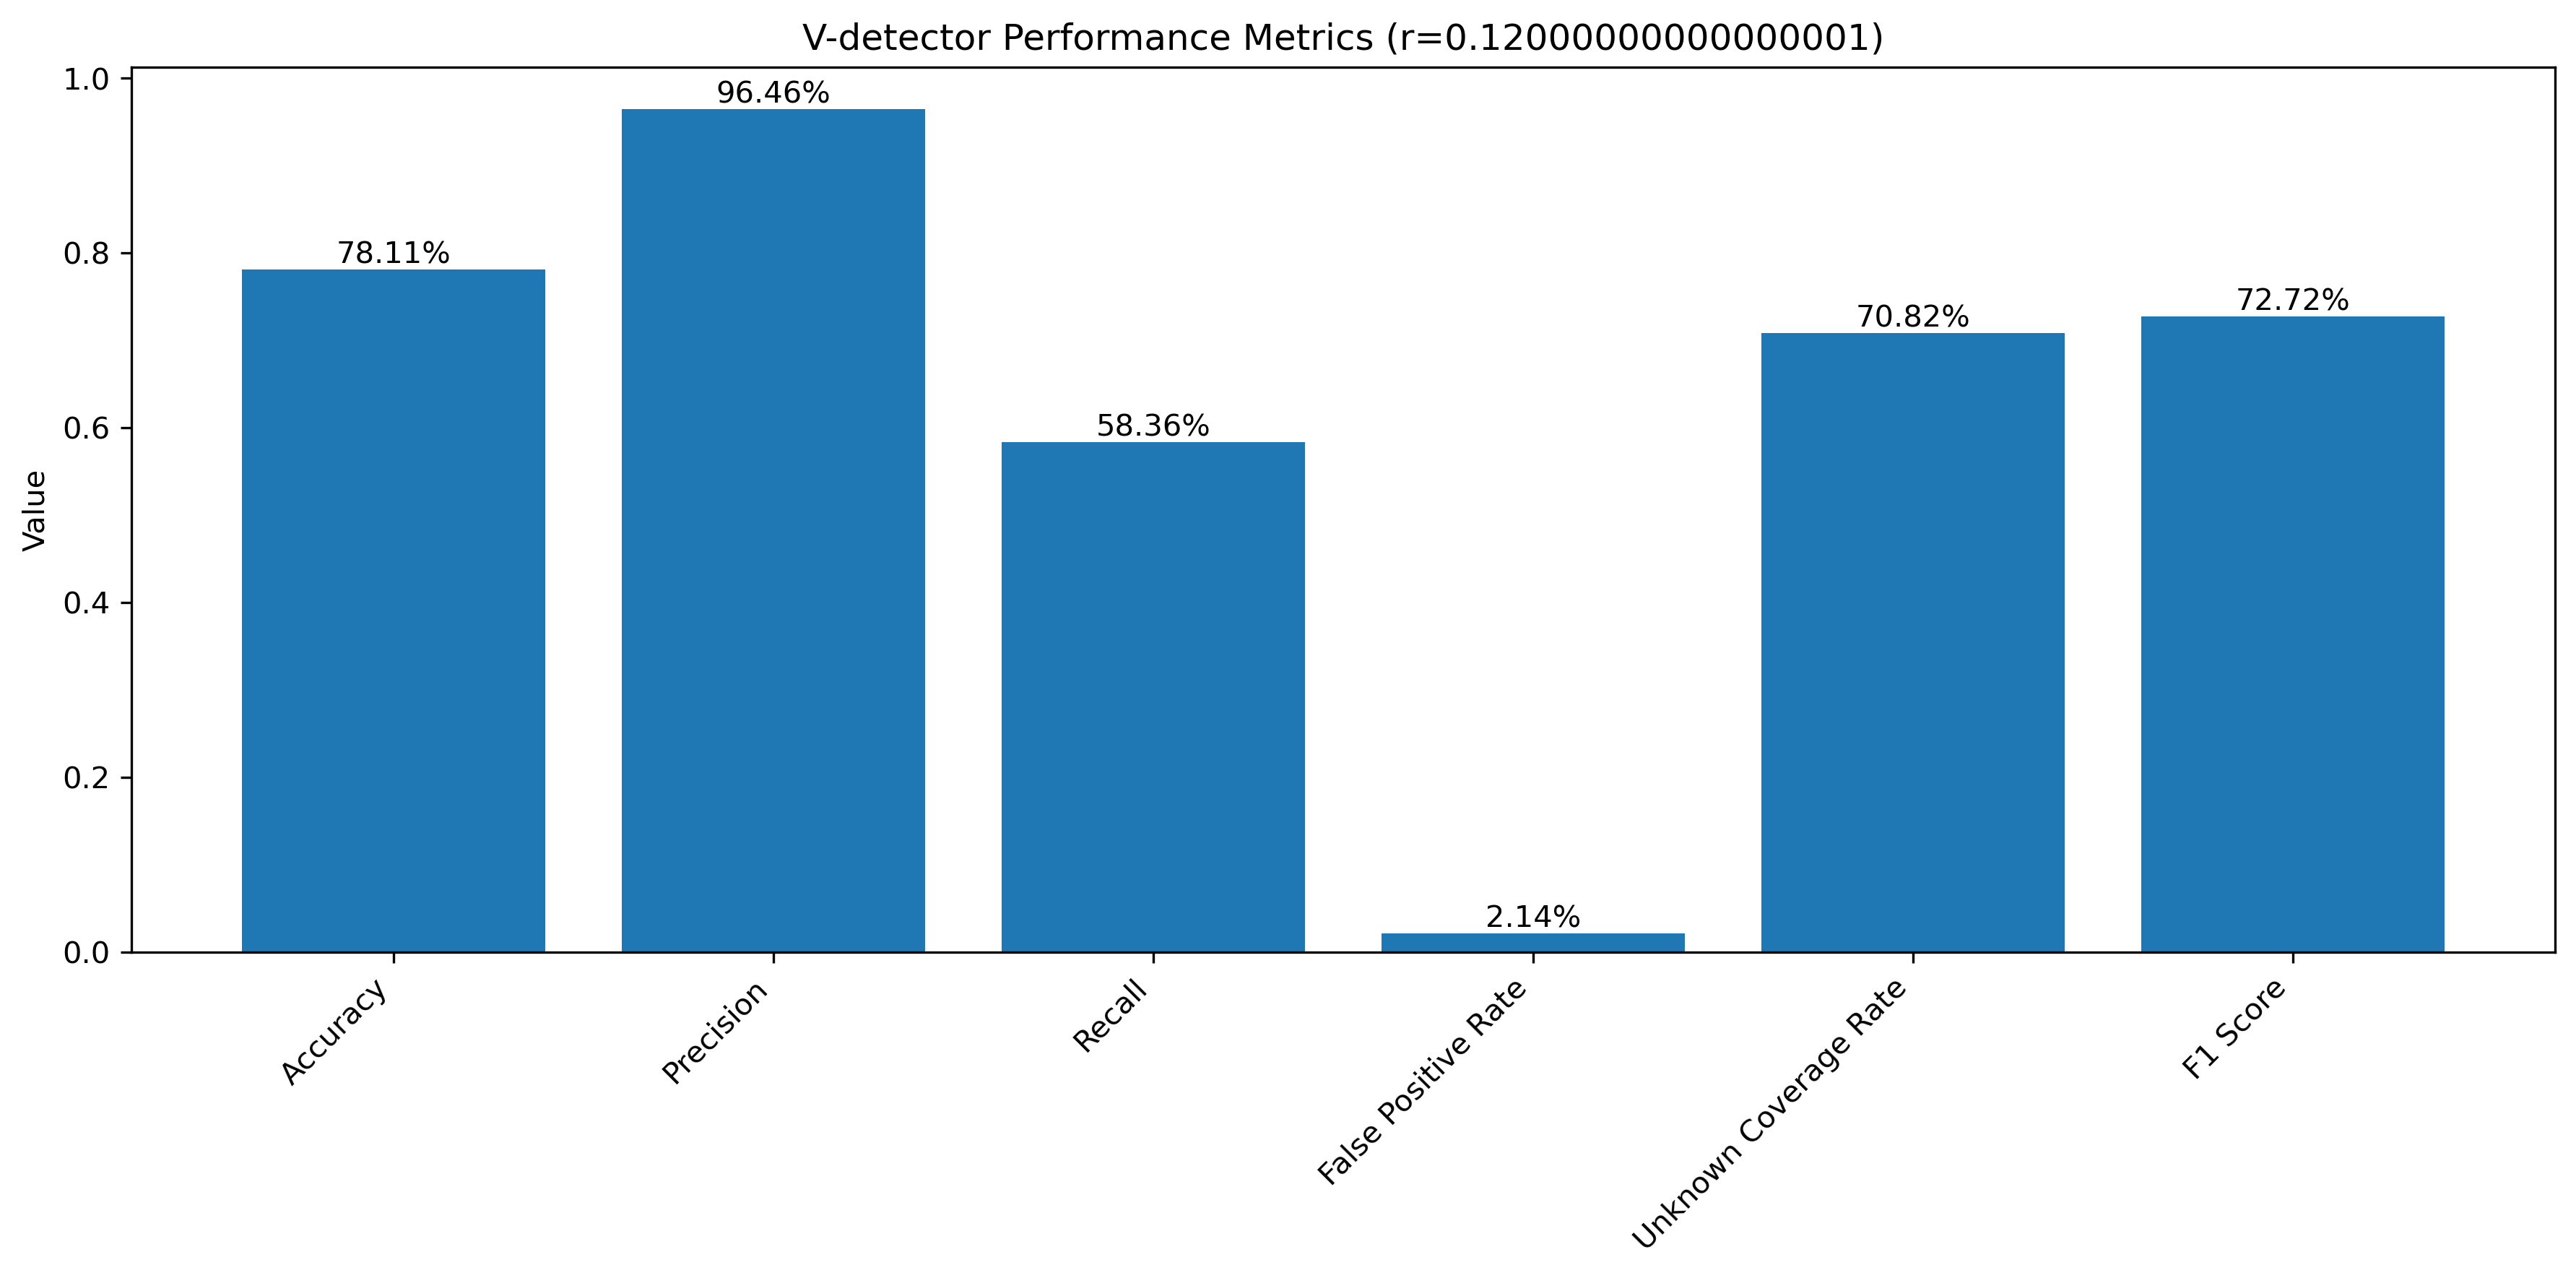 V-detector Performance Metrics (r=0.12000000000000001)
1.0
0.8
0.6
0.4
0.2
0.0
Value
78.11%
96.46%
58.36%
2.14%
70.82%
72.72%
Accuracy
Precision
Recall
False Positive Rate
Unknown Coverage Rate
F1 Score